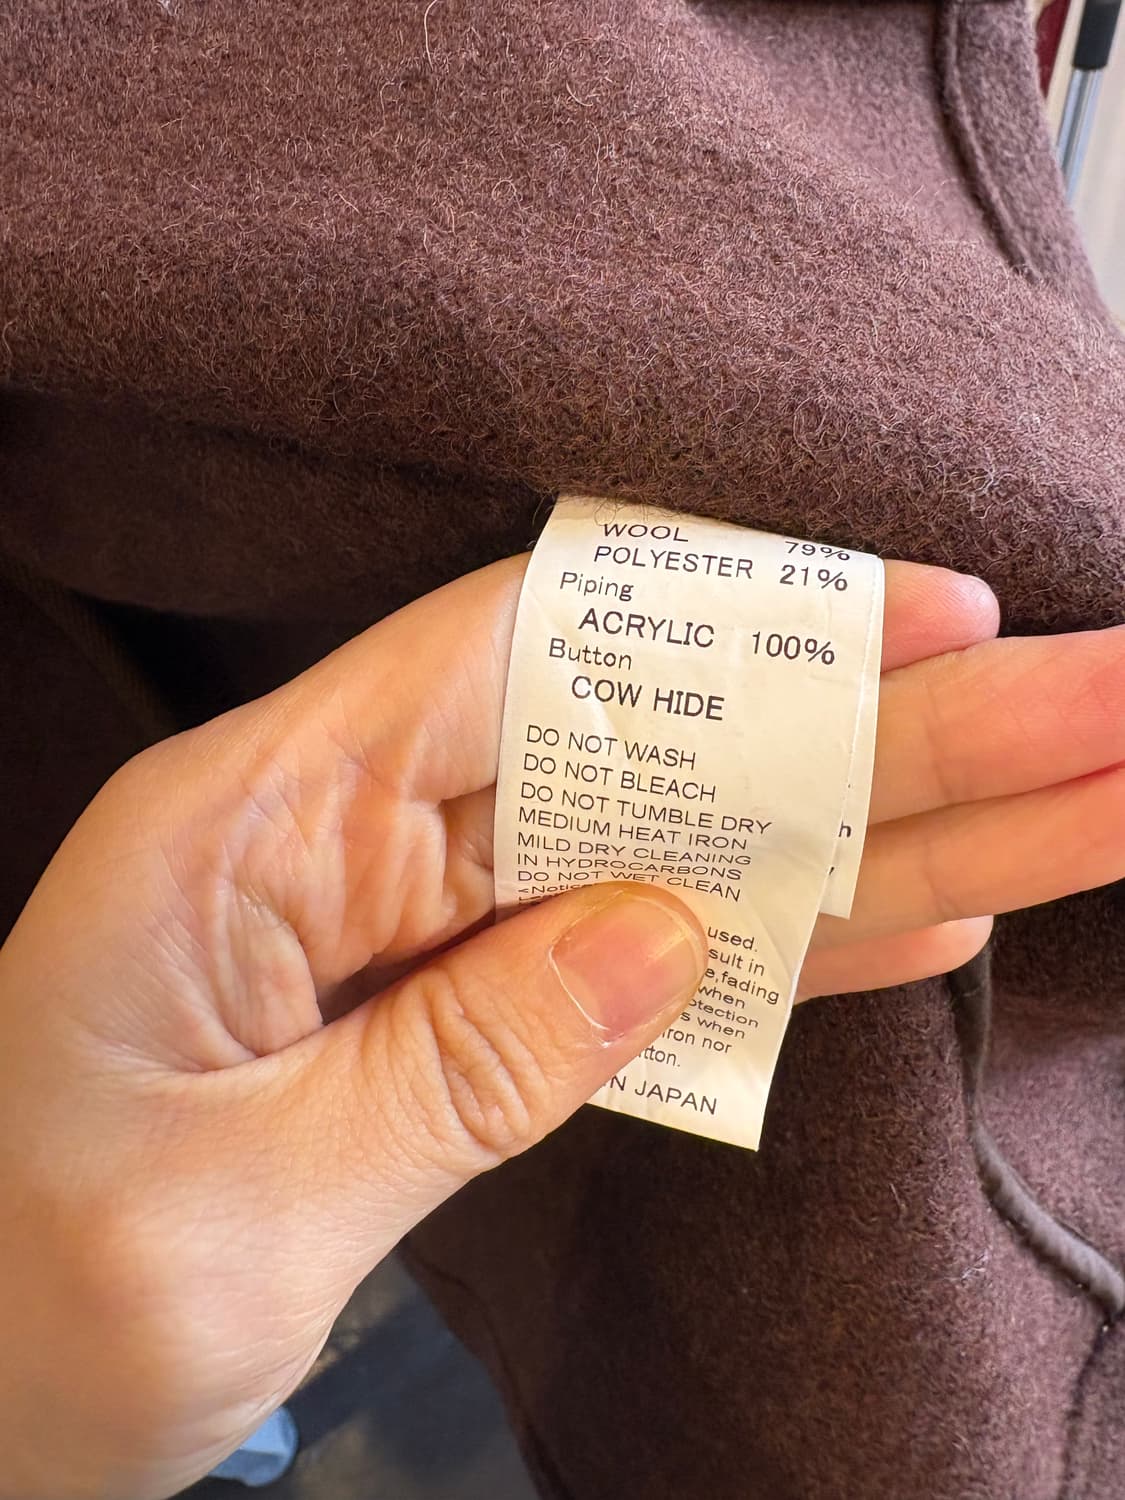 WOOL 79%
POLYESTER 21%
Piping
ACRYLIC 100%
Button
COW HIDE
DO NOT WASH
DO NOT BLEACH
DO NOT TUMBLE DRY
MEDIUM HEAT IRON
MILD DRY CLEANING
IN HYDROCARBONS
DO NOT WET CLEAN
used.
sult in
e,fading
when
otection
s when
iron nor
tton.
N JAPAN